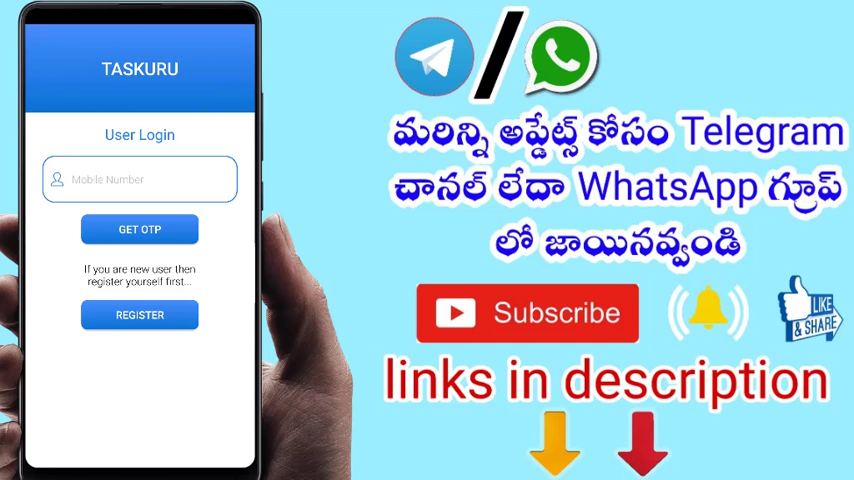 TASKURU
User Login
Mobile Number
GET OTP
If you are new user then
register yourself first...
REGISTER
మరిన్ని అప్డేట్స్ కోసం Telegram
చానల్ లేదా WhatsApp గ్రూప్
లో జాయినవ్వండి
Subscribe
LIKE
& SHARE
links in description